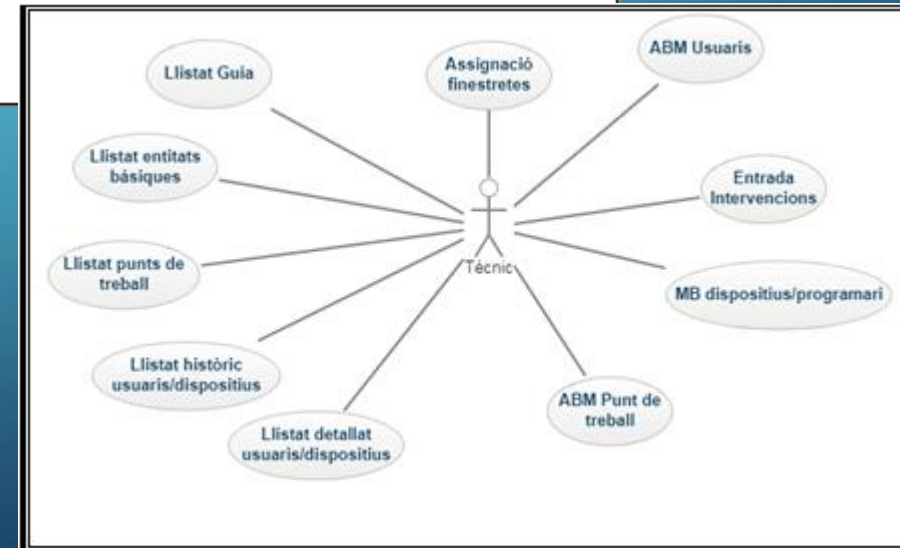 Llistat Guia
Assignació
finestretes
ABM Usuaris
Llistat entitats
bàsiques
Entrada
Intervencions
Llistat punts de
treball
Tècnic
MB dispositius/programari
Llistat històric
usuaris/dispositius
ABM Punt de
treball
Llistat detallat
usuaris/dispositius